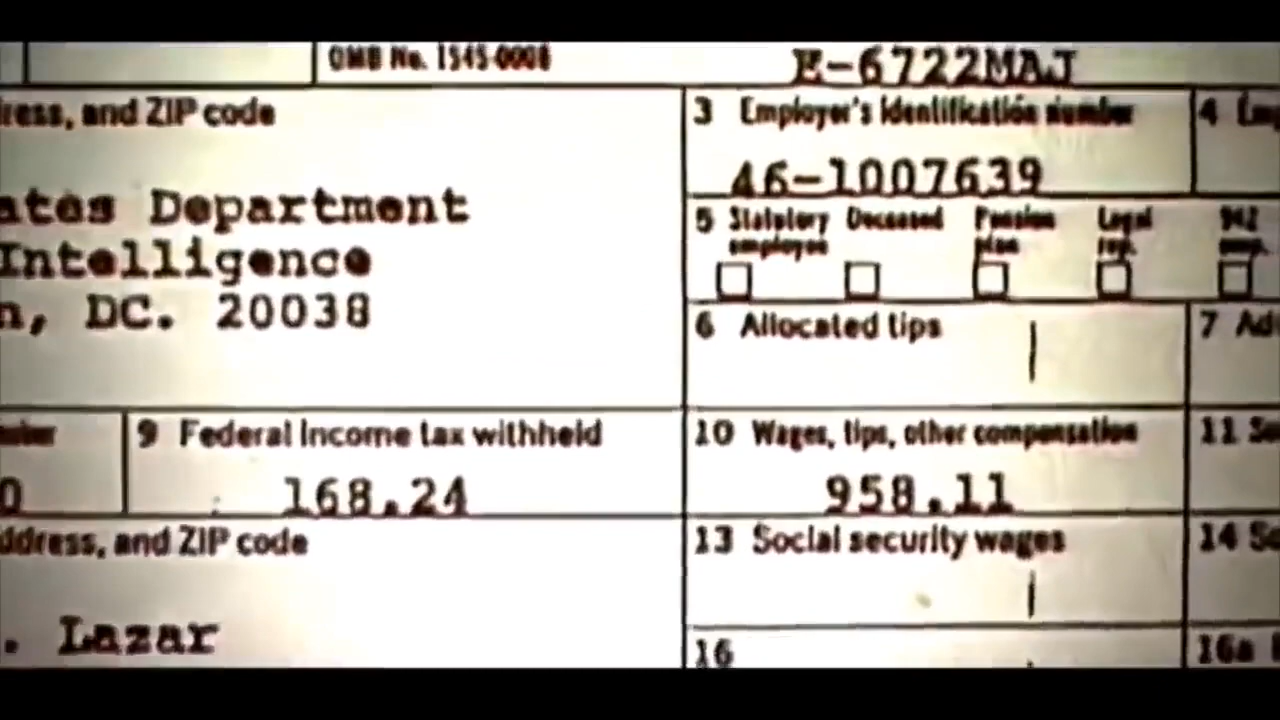 OMB No. 1545-0008
E-6722MAJ
ress, and ZIP code
3 Employer's identification number
4 Em
46-1007639
ates Department
Intelligence
n, DC. 20038
5 Statutory employee
Deceased
Pension plan
Legal rep.
942 emp.
6 Allocated tips
7 Ad
9 Federal Income tax withheld
10 Wages, tips, other compensation
0
168.24
958.11
ddress, and ZIP code
13 Social security wages
14 So
. Lazar
16
16a